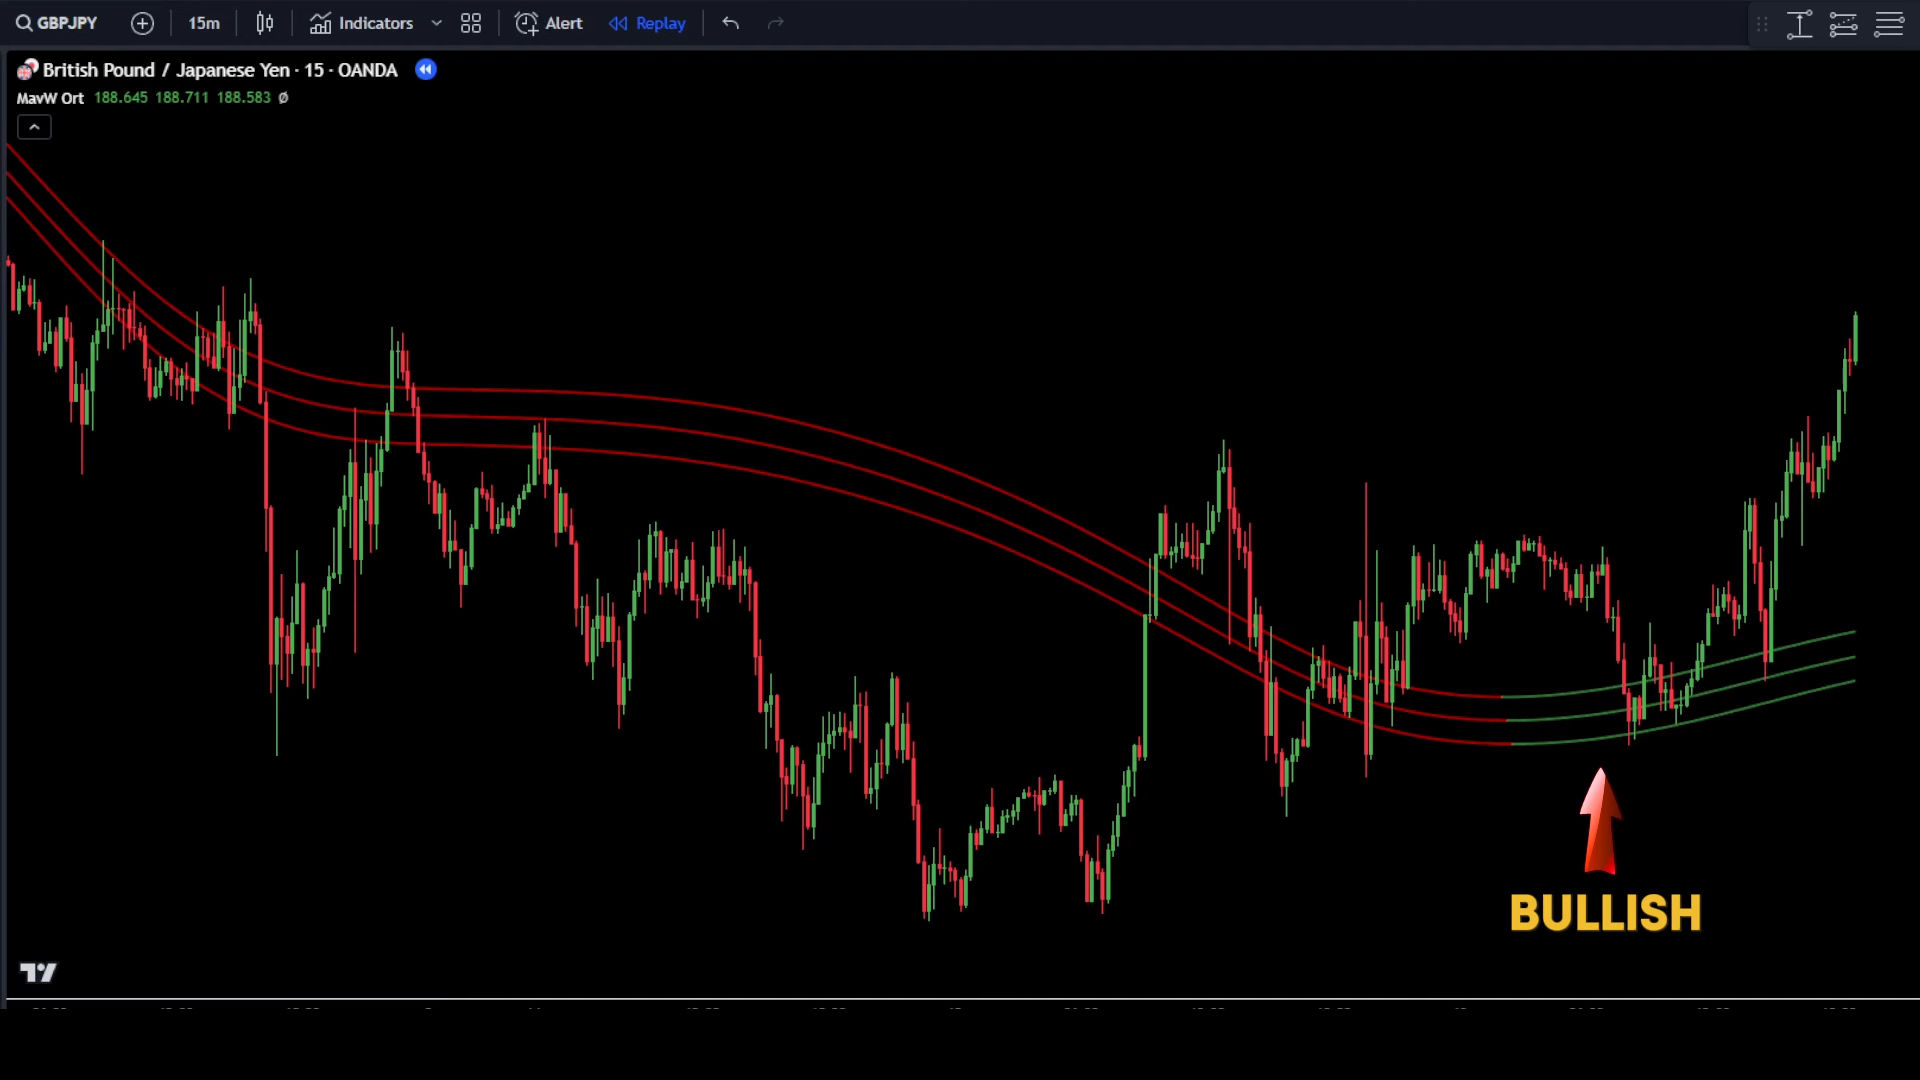 GBPJPY 15m Indicators Alert Replay
British Pound / Japanese Yen · 15 · OANDA
MavW Ort 188.645 188.711 188.583 Ø
BULLISH